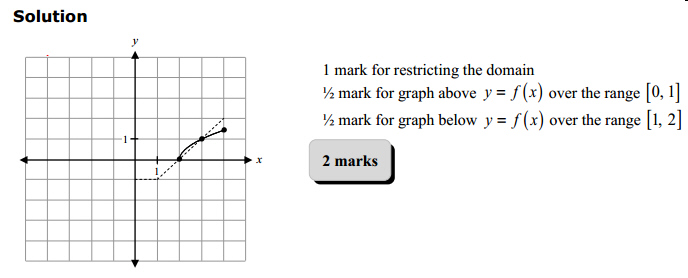 Solution
y
1 mark for restricting the domain
½ mark for graph above y = f(x) over the range [0, 1]
½ mark for graph below y = f(x) over the range [1, 2]
1
x
1
2 marks